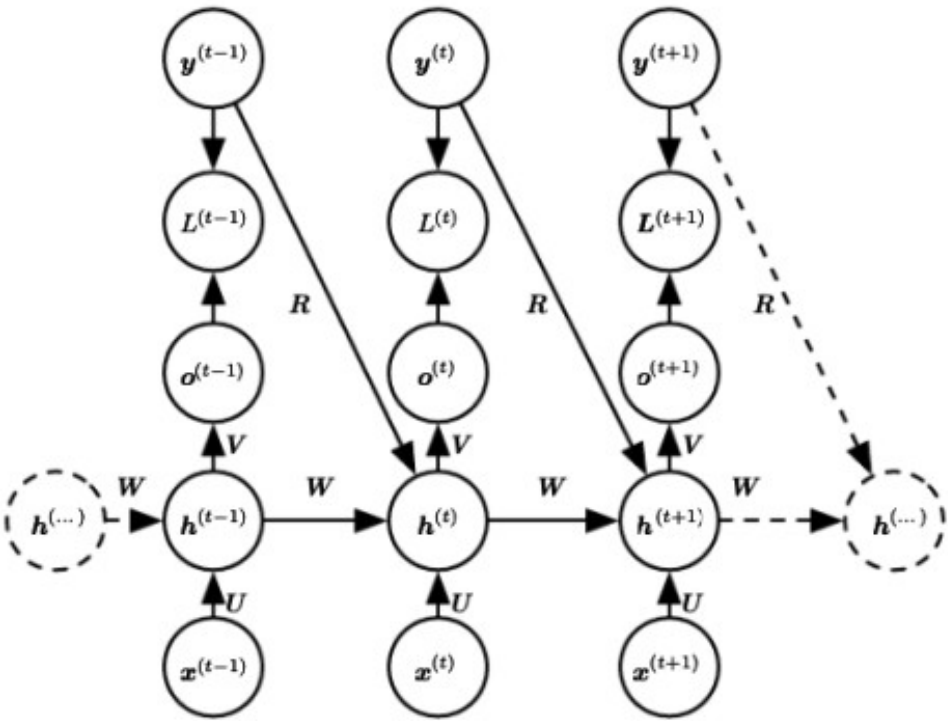 y^(t−1) y^(t) y^(t+1)
L^(t−1) L^(t) L^(t+1)
R R R
o^(t−1) o^(t) o^(t+1)
V V V
W W W W
h^(...) h^(t−1) h^(t) h^(t+1) h^(...)
U U U
x^(t−1) x^(t) x^(t+1)